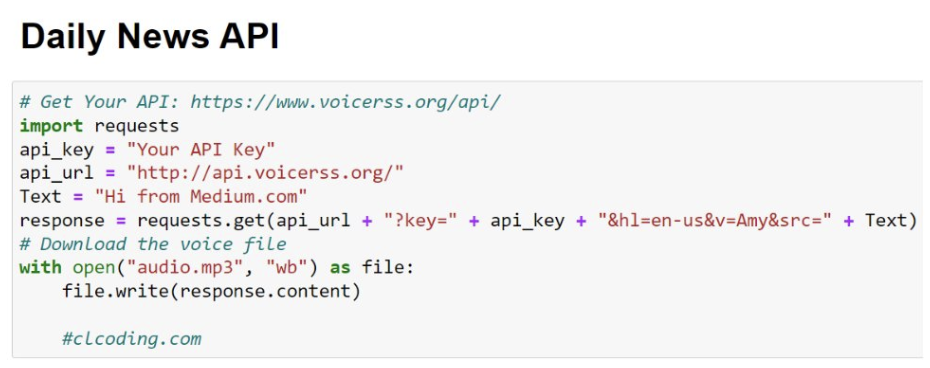 Daily News API
# Get Your API: https://www.voicerss.org/api/
import requests
api_key = "Your API Key"
api_url = "http://api.voicerss.org/"
Text = "Hi from Medium.com"
response = requests.get(api_url + "?key=" + api_key + "&hl=en-us&v=Amy&src=" + Text)
# Download the voice file
with open("audio.mp3", "wb") as file:
    file.write(response.content)
    #clcoding.com